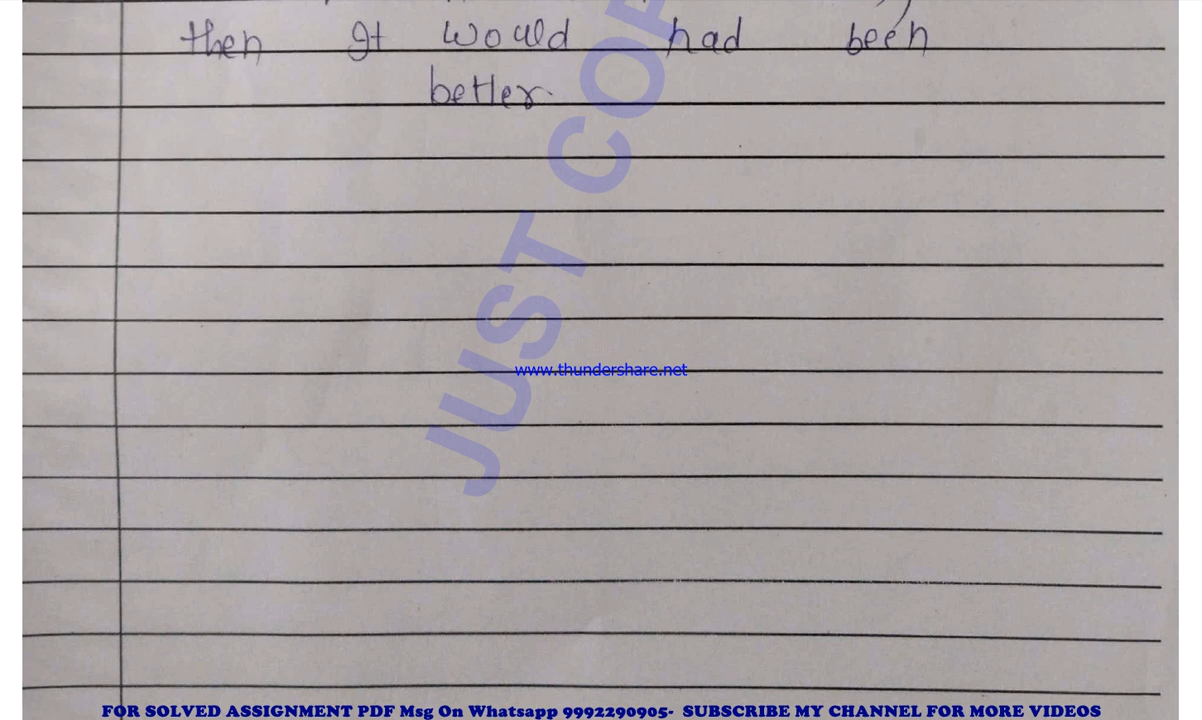 then It would had been
better.
JUST COP
www.thundershare.net
FOR SOLVED ASSIGNMENT PDF Msg On Whatsapp 9992290905- SUBSCRIBE MY CHANNEL FOR MORE VIDEOS